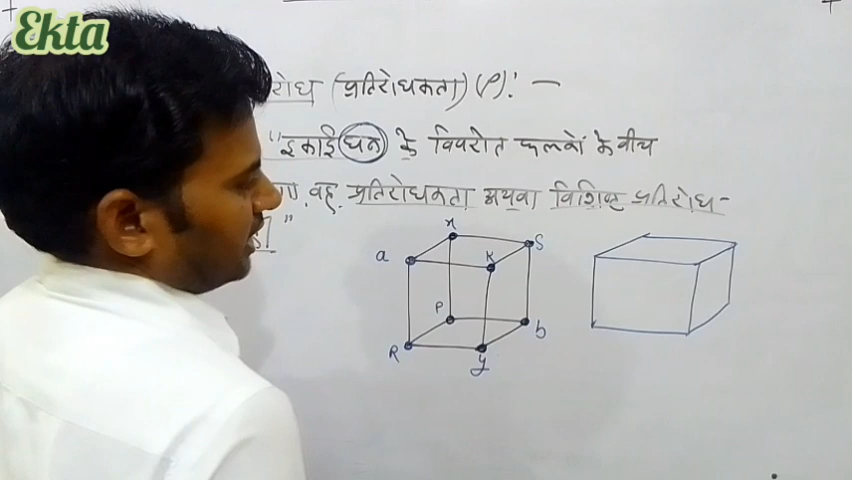 Ekta
रोध (प्रतिरोधकता) (ρ):-
"इकाई घन के विपरीत फलकों के बीच
वह प्रतिरोधकता अथवा विशिष्ट प्रतिरोध-
"
x
a
K
S
P
b
R
y